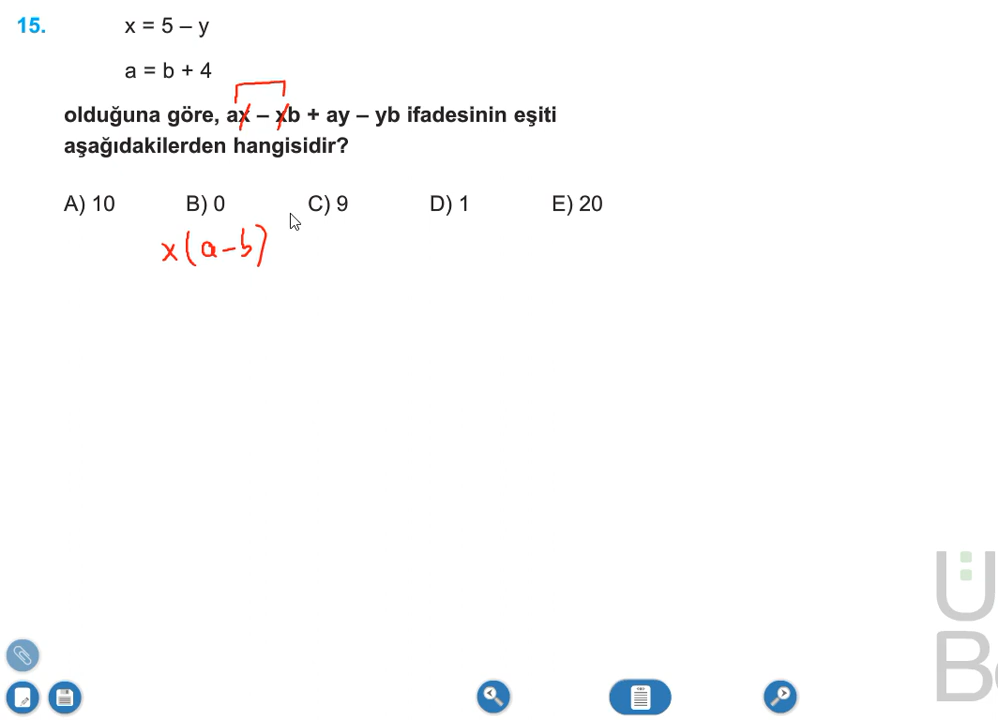 15.
x = 5 – y
a = b + 4
olduğuna göre, ax – xb + ay – yb ifadesinin eşiti
aşağıdakilerden hangisidir?
A) 10 B) 0 C) 9 D) 1 E) 20
x(a-b)
Ü
B